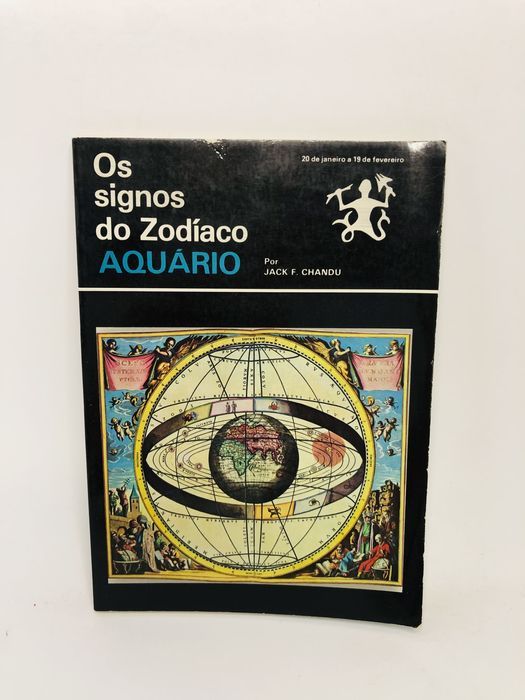 20 de janeiro a 19 de fevereiro
Os
signos
do Zodíaco
AQUÁRIO
Por
JACK F. CHANDU